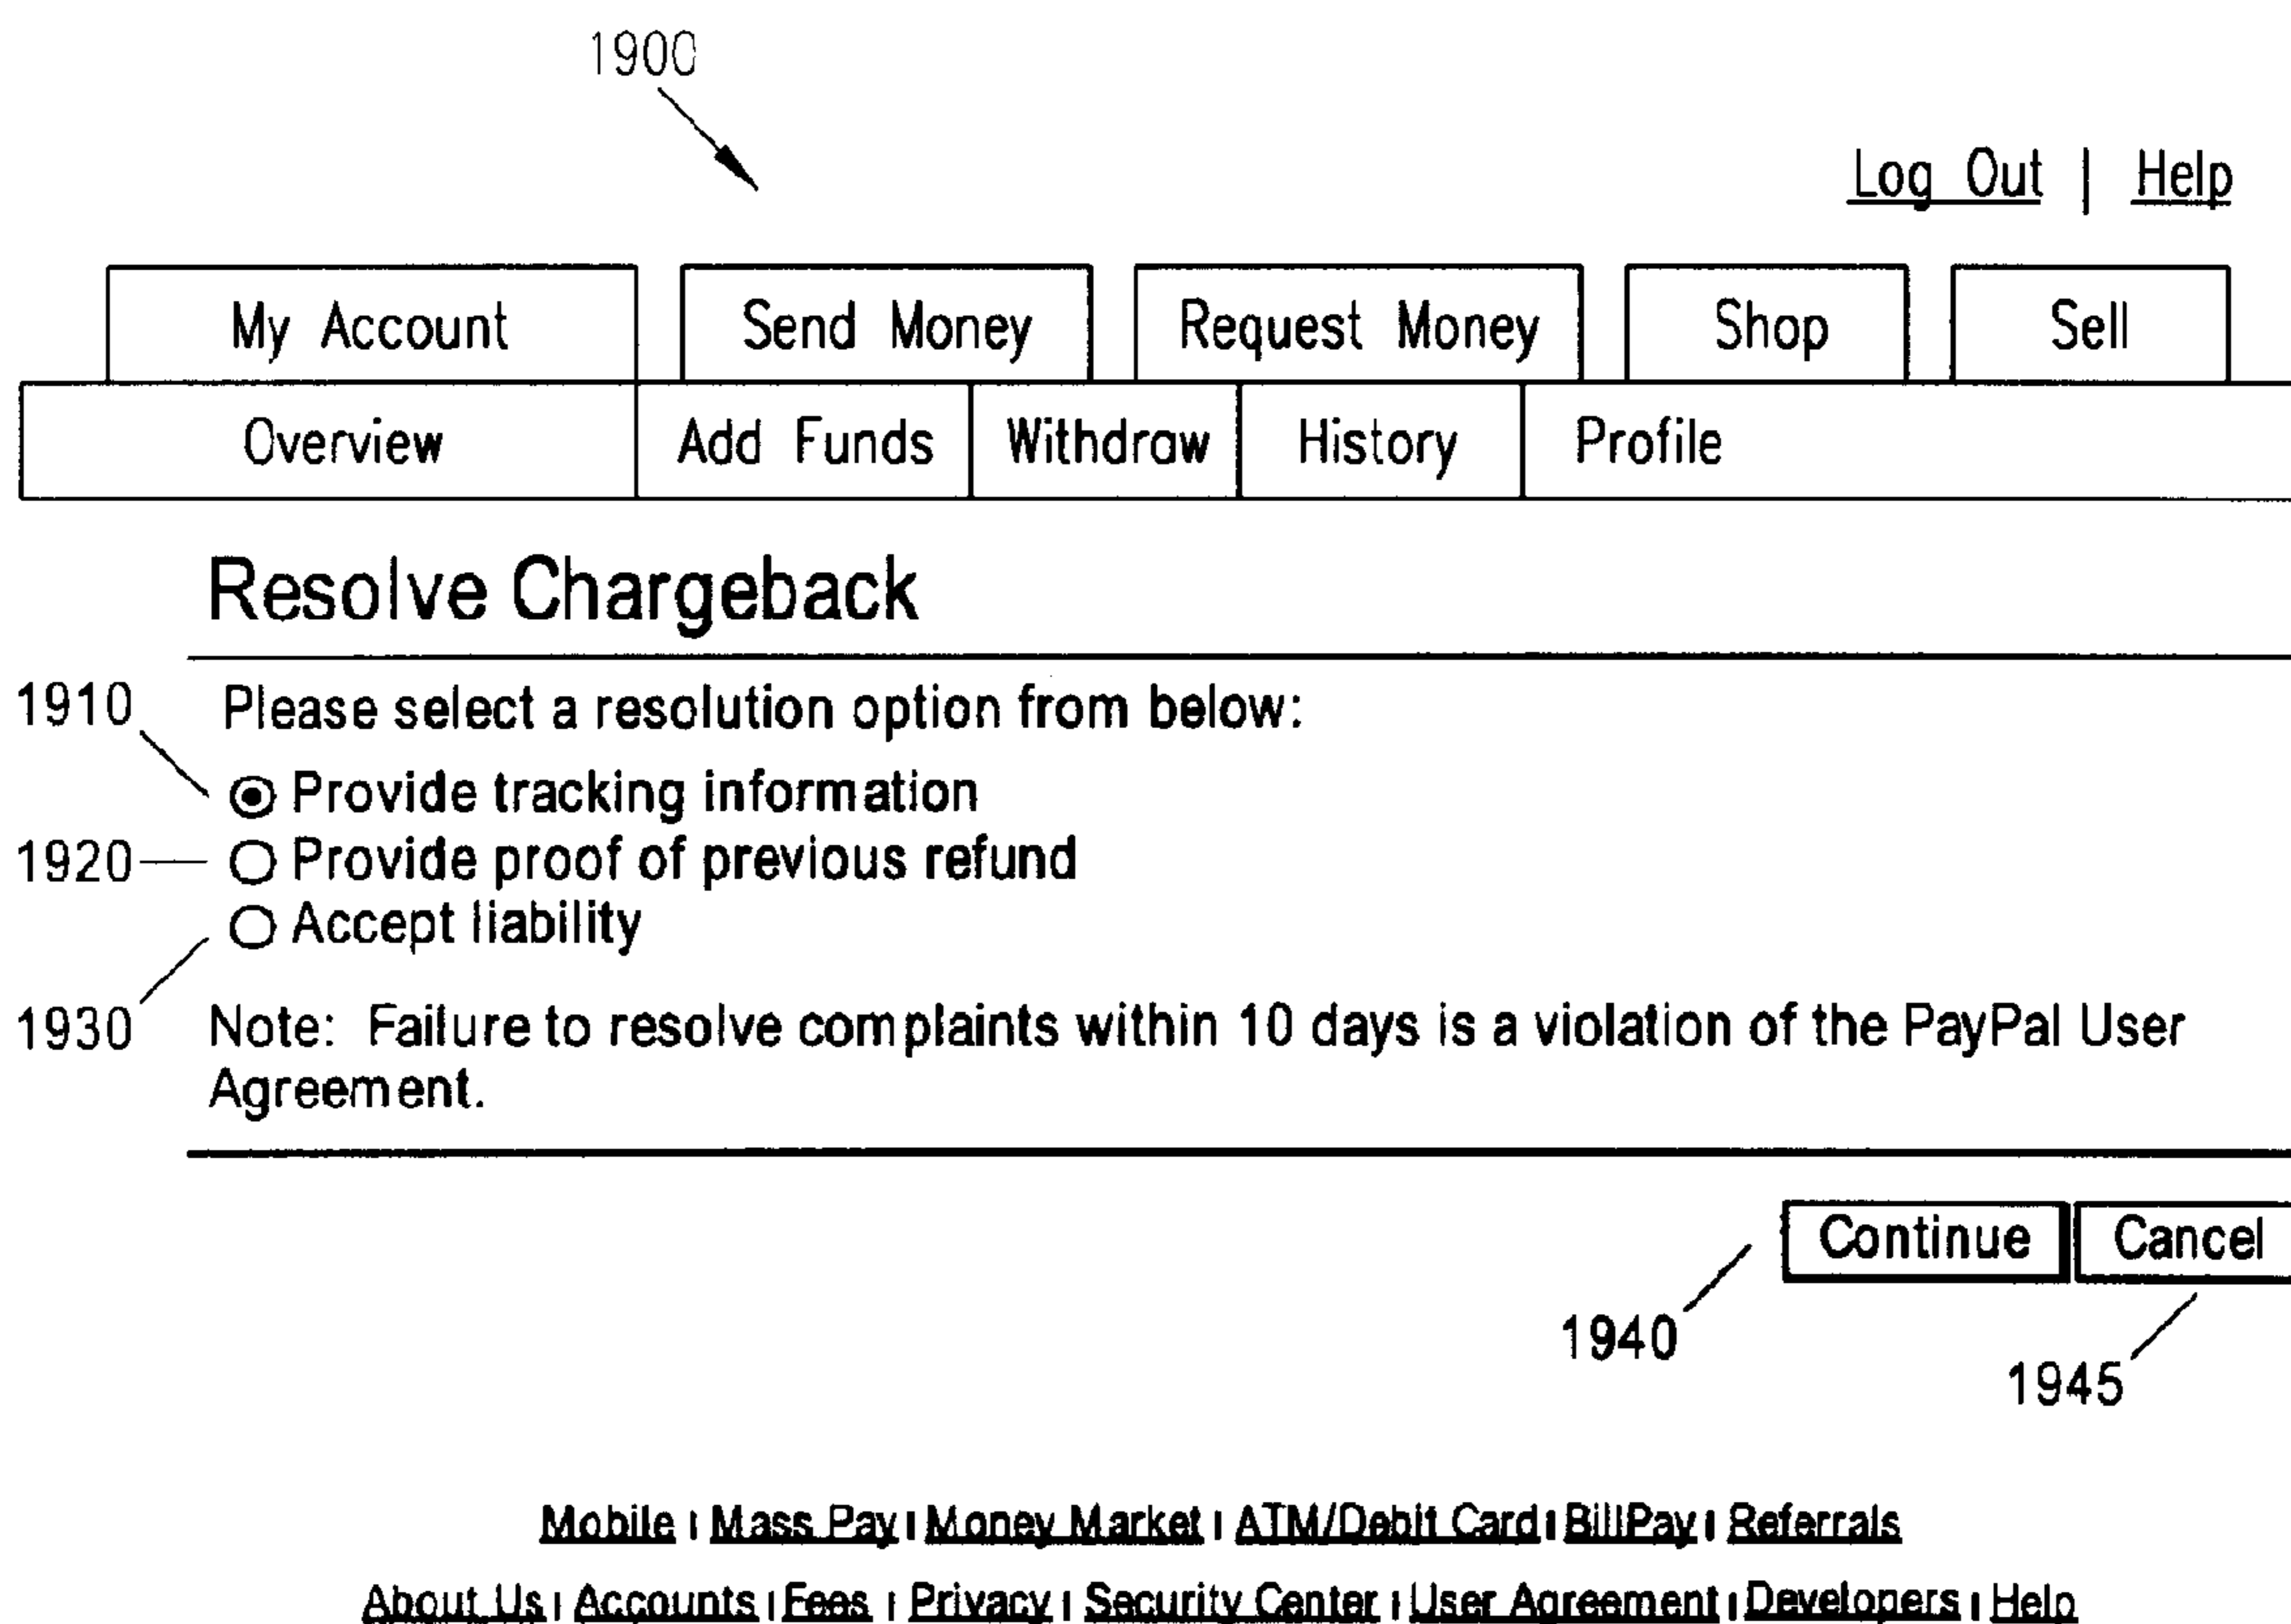 1900
Log Out | Help
My Account Send Money Request Money Shop Sell
Overview Add Funds Withdraw History Profile
Resolve Chargeback
1910 Please select a resolution option from below:
Provide tracking information
1920 Provide proof of previous refund
Accept liability
1930 Note: Failure to resolve complaints within 10 days is a violation of the PayPal User
Agreement.
Continue Cancel
1940
1945
Mobile | Mass Pay | Money Market | ATM/Debit Card | BillPay | Referrals
About Us | Accounts | Fees | Privacy | Security Center | User Agreement | Developers | Help